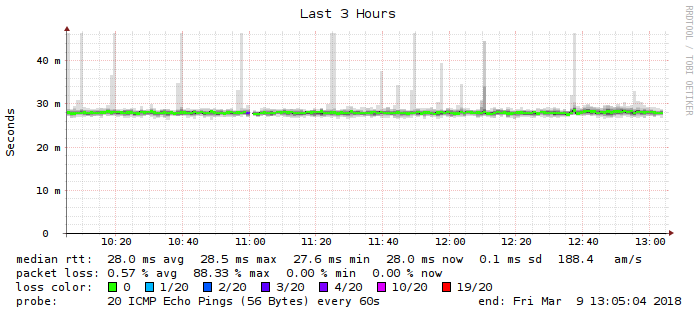 Last 3 Hours
RRDTOOL / TOBI OETIKER
Seconds
40 m
30 m
20 m
10 m
0
10:20 10:40 11:00 11:20 11:40 12:00 12:20 12:40 13:00
median rtt: 28.0 ms avg 28.5 ms max 27.6 ms min 28.0 ms now 0.1 ms sd 188.4 am/s
packet loss: 0.57 % avg 88.33 % max 0.00 % min 0.00 % now
loss color: 0 1/20 2/20 3/20 4/20 10/20 19/20
probe: 20 ICMP Echo Pings (56 Bytes) every 60s end: Fri Mar 9 13:05:04 2018